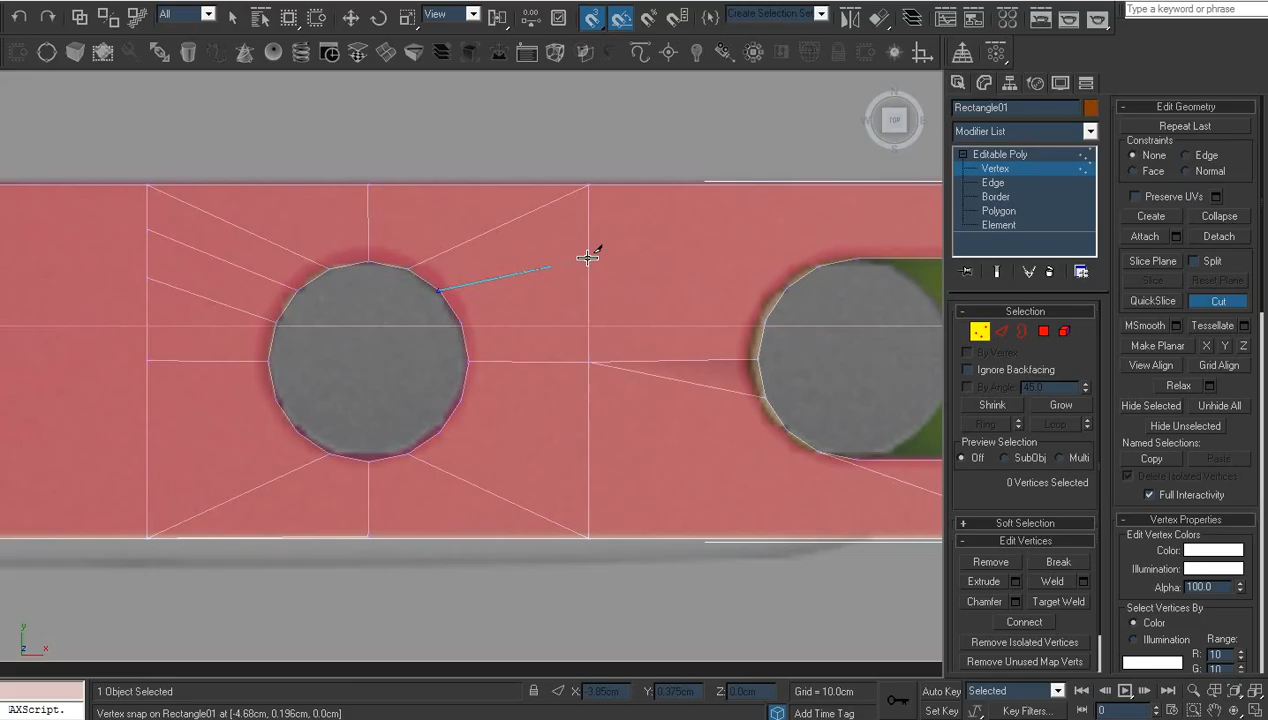 All
View
0.00
3
Create Selection Set
Type a keyword or phrase
N
TOP
W
E
S
Rectangle01
Modifier List
Editable Poly
Vertex
Edge
Border
Polygon
Element
Selection
By Vertex
Ignore Backfacing
By Angle: 45.0
Shrink
Grow
Ring
Loop
Preview Selection
Off
SubObj
Multi
0 Vertices Selected
Soft Selection
Edit Vertices
Remove
Break
Extrude
Weld
Chamfer
Target Weld
Connect
Remove Isolated Vertices
Remove Unused Map Verts
Edit Geometry
Repeat Last
Constraints
None
Edge
Face
Normal
Preserve UVs
Create
Collapse
Attach
Detach
Slice Plane
Split
Slice
Reset Plane
QuickSlice
Cut
MSmooth
Tessellate
Make Planar
X
Y
Z
View Align
Grid Align
Relax
Hide Selected
Unhide All
Hide Unselected
Named Selections:
Copy
Paste
Delete Isolated Vertices
Full Interactivity
Vertex Properties
Edit Vertex Colors
Color:
Illumination:
Alpha: 100.0
Select Vertices By
Color
Illumination
Range:
R: 10
G: 10
y
z
x
1 Object Selected
X: -3.85cm
Y: 0.375cm
Z: 0.0cm
Grid = 10.0cm
Auto Key
Selected
AXScript.
Vertex snap on Rectangle01 at [-4.68cm, 0.196cm, 0.0cm]
Add Time Tag
Set Key
Key Filters...
0